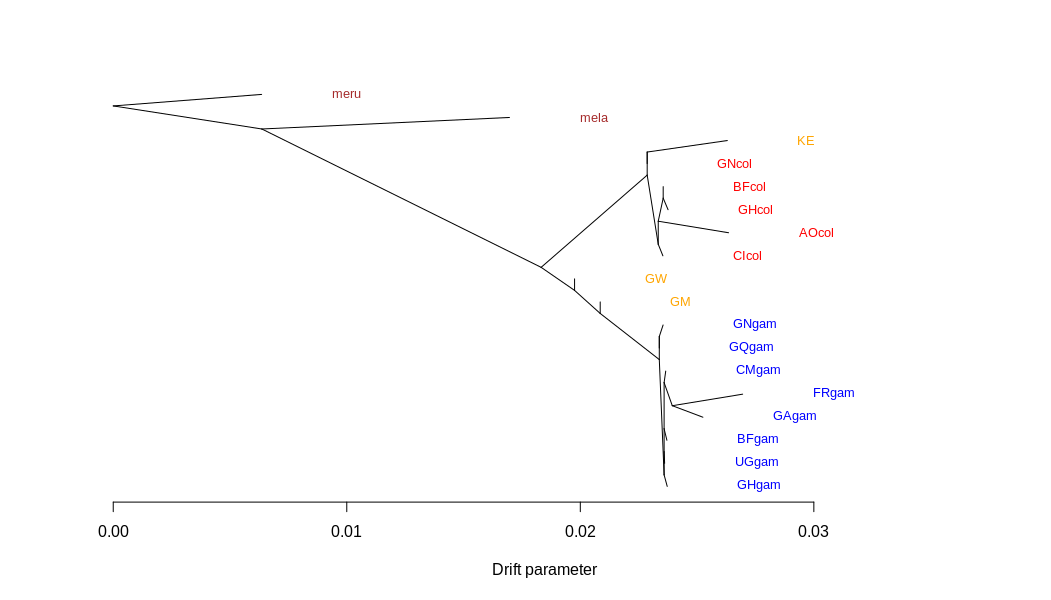 meru
mela
KE
GNcol
BFcol
GHcol
AOcol
CIcol
GW
GM
GNgam
GQgam
CMgam
FRgam
GAgam
BFgam
UGgam
GHgam
0.00 0.01 0.02 0.03
Drift parameter